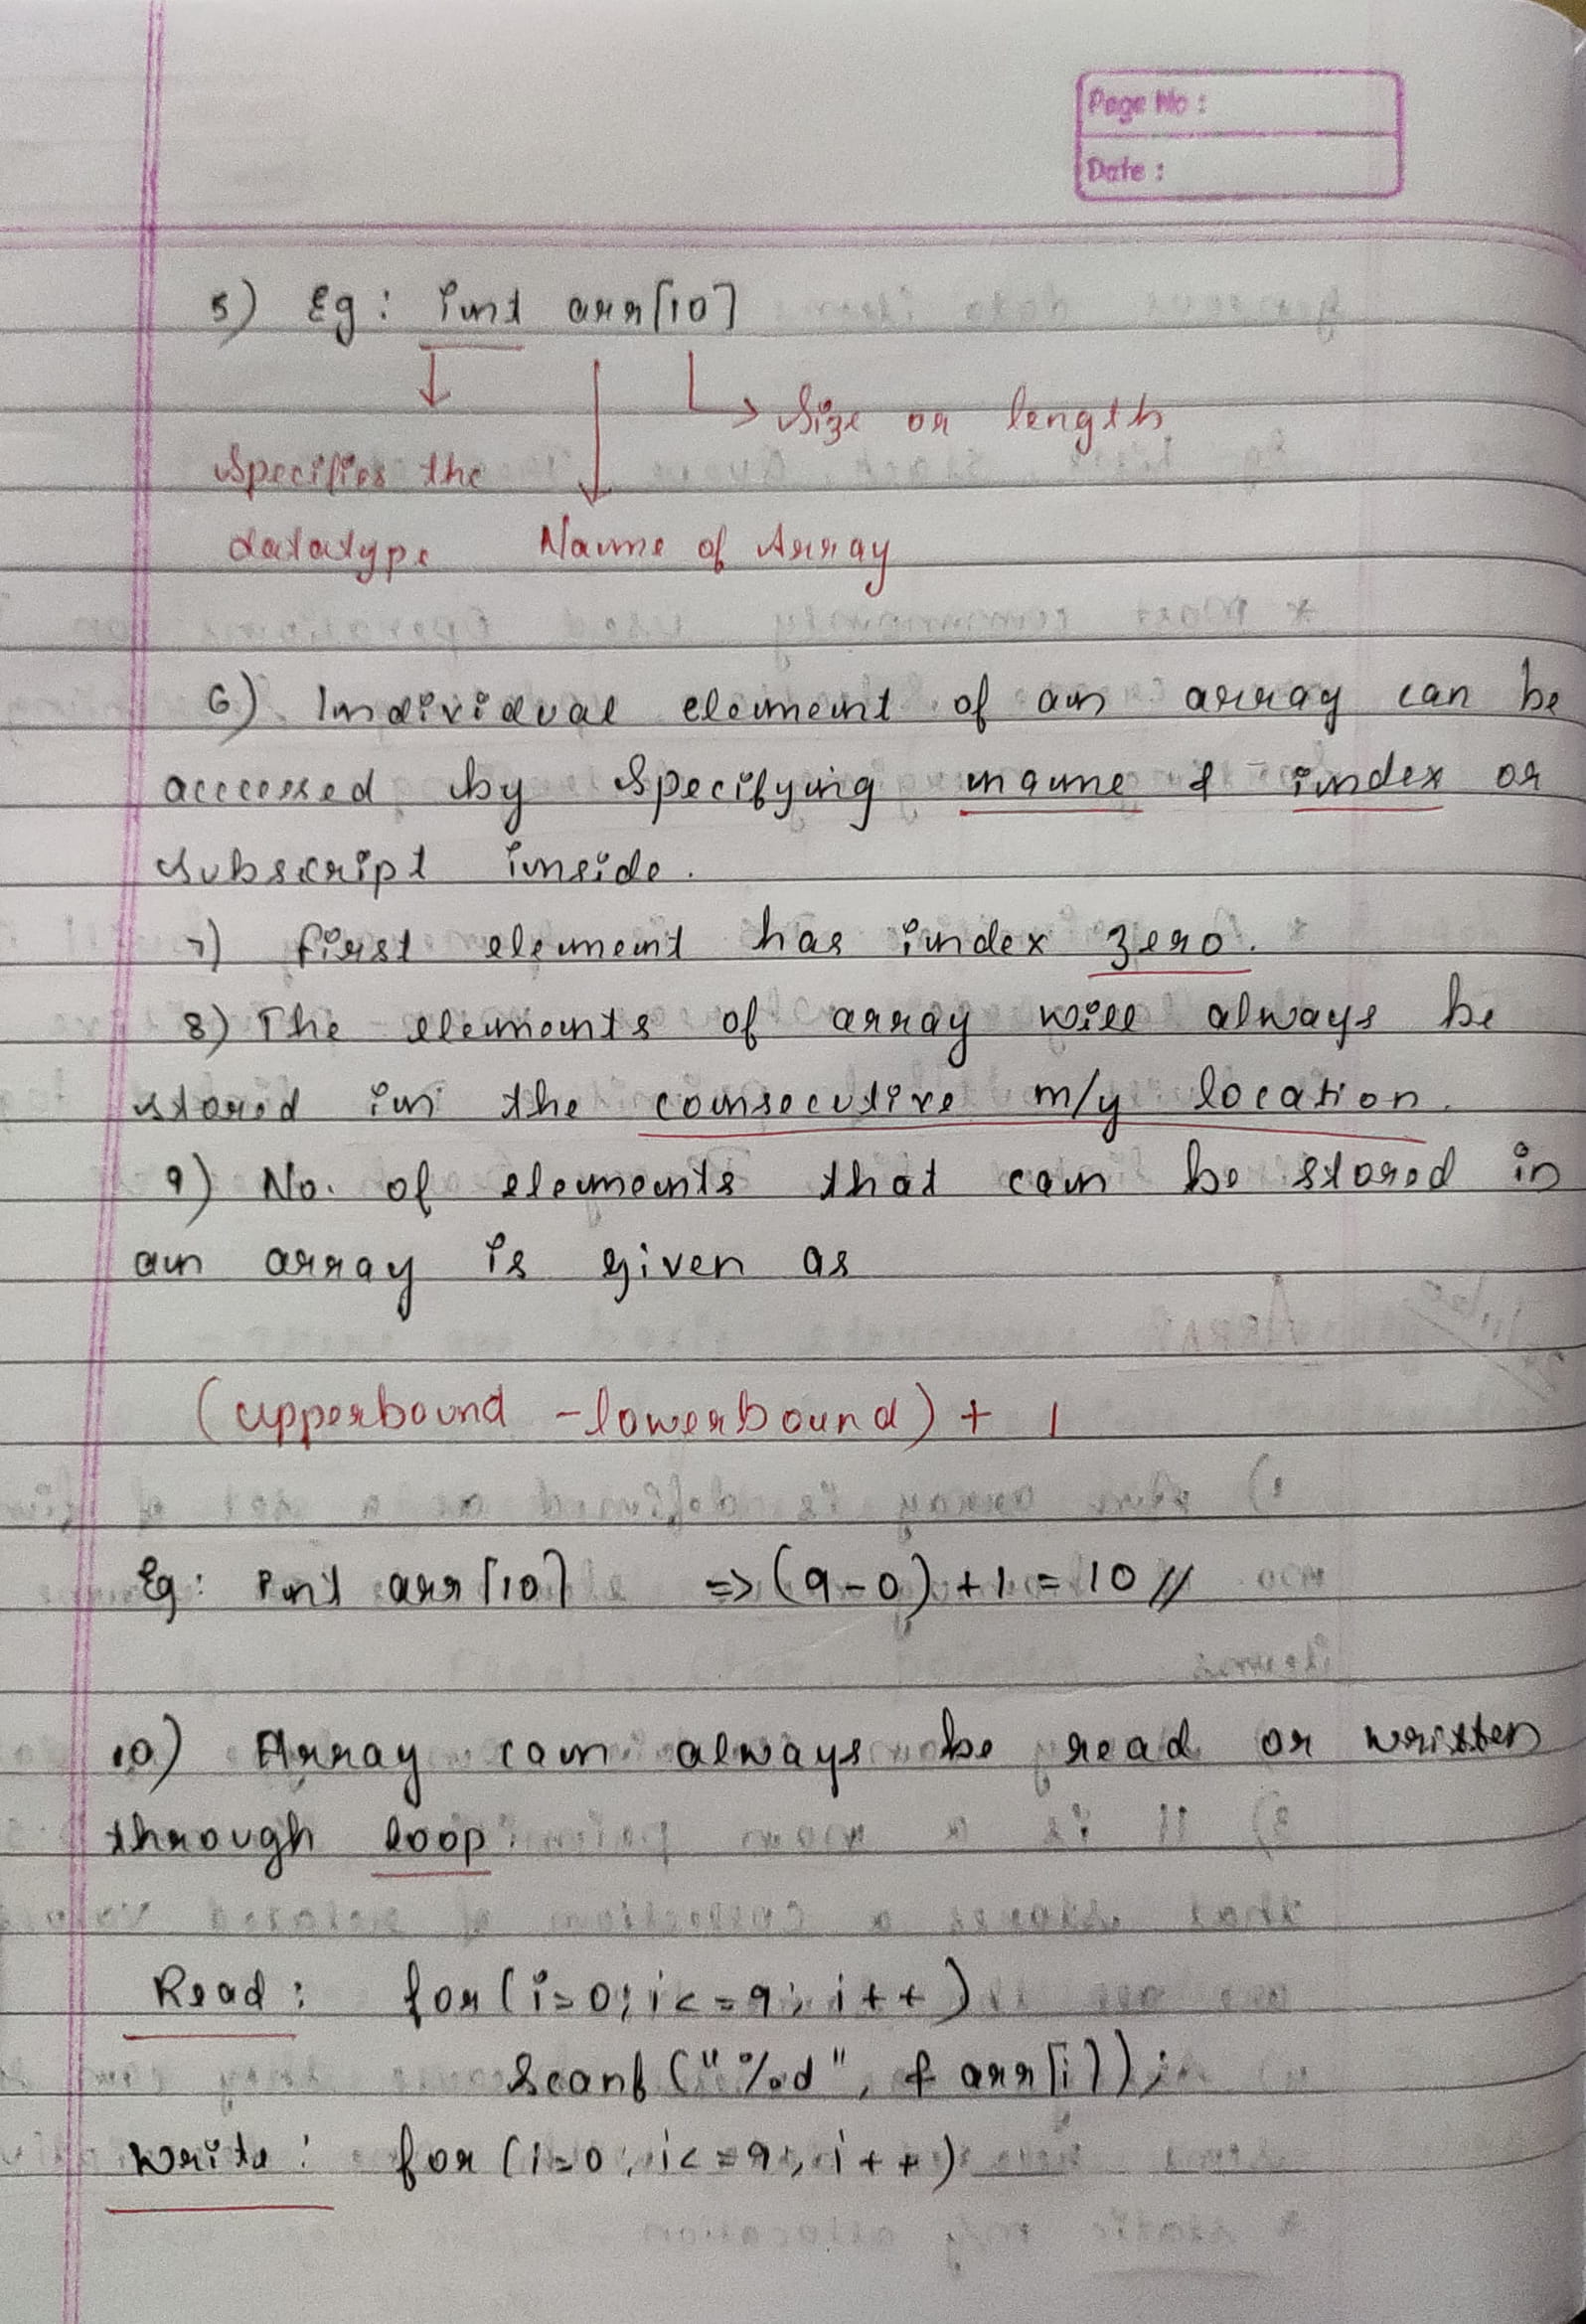 Page No :
Date :
5) Eg : int arr[10]
Size or length
Specifies the
datatype Name of Array
6) Individual element of an array can be
accessed by specifying name & index or
subscript inside.
7) first element has index zero.
8) The elements of array will always be
stored in the consecutive m/y location.
9) No. of elements that can be stored in
an array is given as
(upperbound - lowerbound) + 1
Eg: int arr[10] => (9-0)+1=10//
10) Array can always be read or written
through loop
Read : for(i=0; i<=9; i++)
Scanf("%d", & arr[i]);
Write : for(i=0; i<=9; i++)